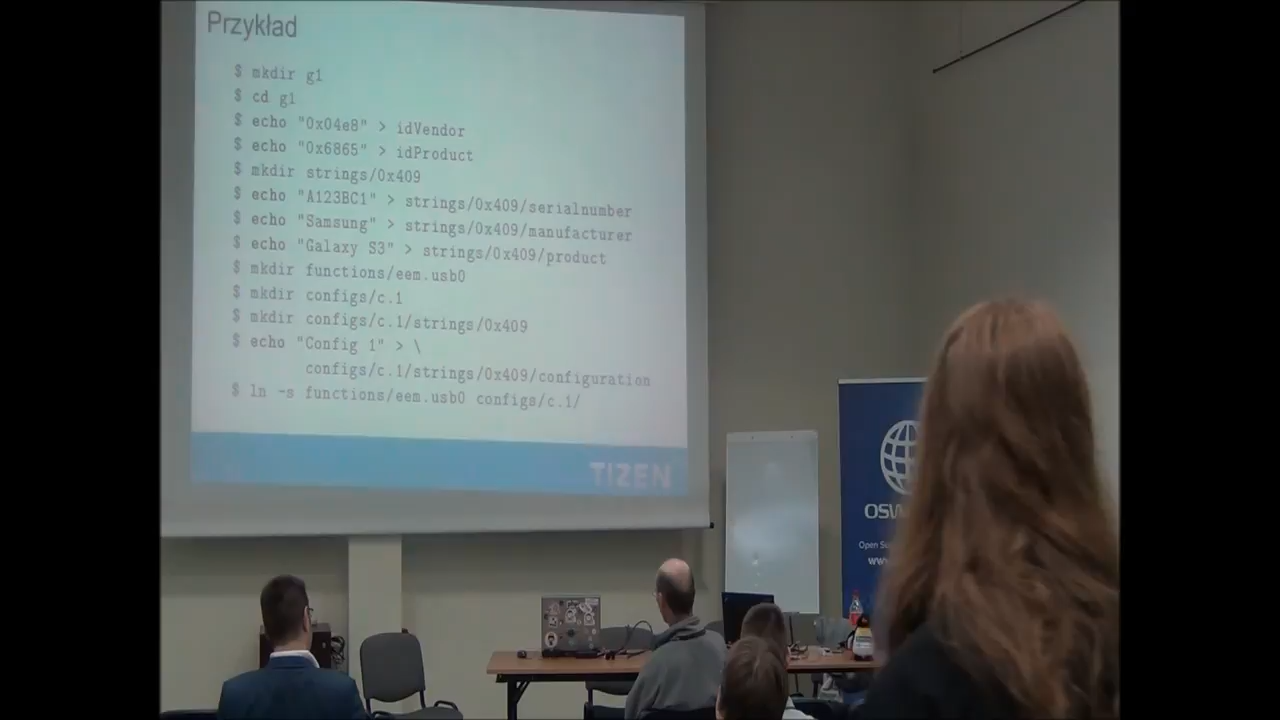 Przykład
$ mkdir g1
$ cd g1
$ echo "0x04e8" > idVendor
$ echo "0x6865" > idProduct
$ mkdir strings/0x409
$ echo "A123BC1" > strings/0x409/serialnumber
$ echo "Samsung" > strings/0x409/manufacturer
$ echo "Galaxy S3" > strings/0x409/product
$ mkdir functions/eem.usb0
$ mkdir configs/c.1
$ mkdir configs/c.1/strings/0x409
$ echo "Config 1" > \
configs/c.1/strings/0x409/configuration
$ ln -s functions/eem.usb0 configs/c.1/
TIZEN
OSW
Open
www